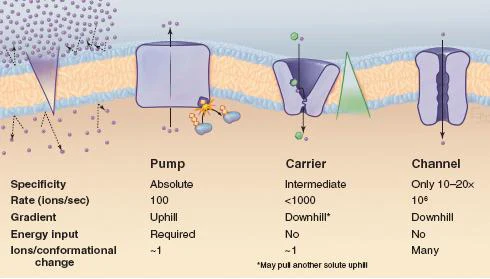 Pump Carrier Channel
Specificity Absolute Intermediate Only 10–20×
Rate (ions/sec) 100 <1000 10⁶
Gradient Uphill Downhill* Downhill
Energy input Required No No
Ions/conformational ~1 ~1 Many
change
*May pull another solute uphill